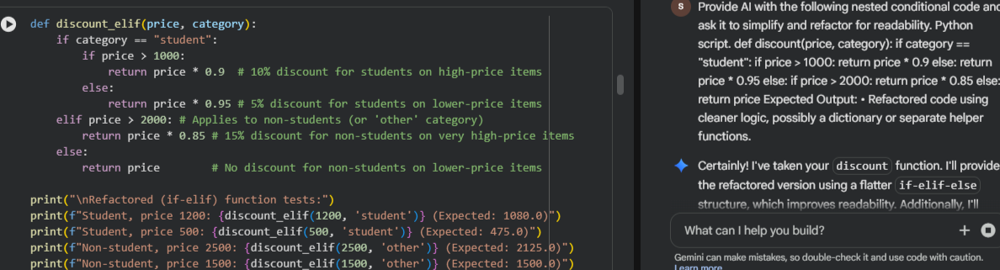 def discount_elif(price, category):
    if category == "student":
        if price > 1000:
            return price * 0.9  # 10% discount for students on high-price items
        else:
            return price * 0.95 # 5% discount for students on lower-price items
    elif price > 2000: # Applies to non-students (or 'other' category)
        return price * 0.85 # 15% discount for non-students on very high-price items
    else:
        return price        # No discount for non-students on lower-price items
print("\nRefactored (if-elif) function tests:")
print(f"Student, price 1200: {discount_elif(1200, 'student')} (Expected: 1080.0)")
print(f"Student, price 500: {discount_elif(500, 'student')} (Expected: 475.0)")
print(f"Non-student, price 2500: {discount_elif(2500, 'other')} (Expected: 2125.0)")
print(f"Non-student, price 1500: {discount_elif(1500, 'other')} (Expected: 1500.0)")
S
Provide AI with the following nested conditional code and
ask it to simplify and refactor for readability. Python
script. def discount(price, category): if category ==
"student": if price > 1000: return price * 0.9 else: return
price * 0.95 else: if price > 2000: return price * 0.85 else:
return price Expected Output: • Refactored code using
cleaner logic, possibly a dictionary or separate helper
functions.
Certainly! I've taken your discount function. I'll provide
the refactored version using a flatter if-elif-else
structure, which improves readability. Additionally, I'll
What can I help you build?
Gemini can make mistakes, so double-check it and use code with caution.
Learn more